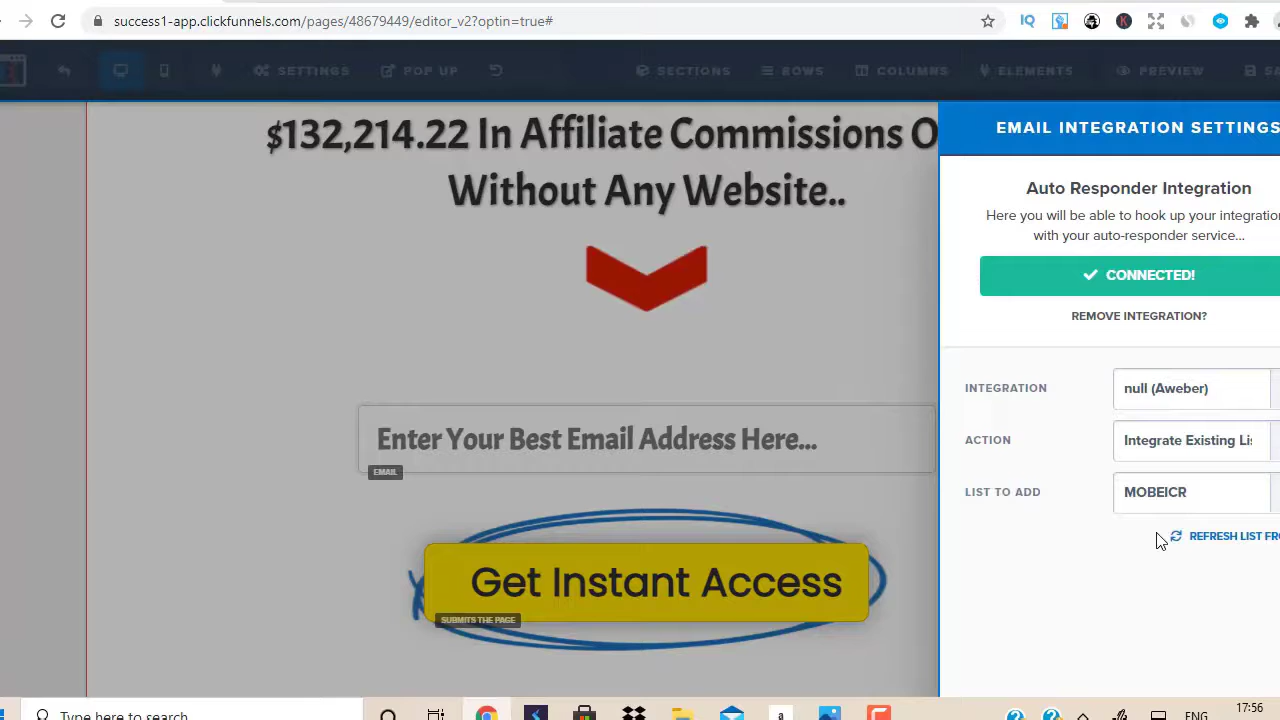 success1-app.clickfunnels.com/pages/48679449/editor_v2?optin=true#
SETTINGS
POP UP
SECTIONS
ROWS
COLUMNS
ELEMENTS
PREVIEW
SA
$132,214.22 In Affiliate Commissions O
Without Any Website..
EMAIL INTEGRATION SETTINGS
Auto Responder Integration
Here you will be able to hook up your integration
with your auto-responder service...
CONNECTED!
REMOVE INTEGRATION?
INTEGRATION
null (Aweber)
ACTION
Integrate Existing Lis
LIST TO ADD
MOBEICR
REFRESH LIST FRO
Enter Your Best Email Address Here...
EMAIL
Get Instant Access
SUBMITS THE PAGE
Type here to search
ENG
17:56